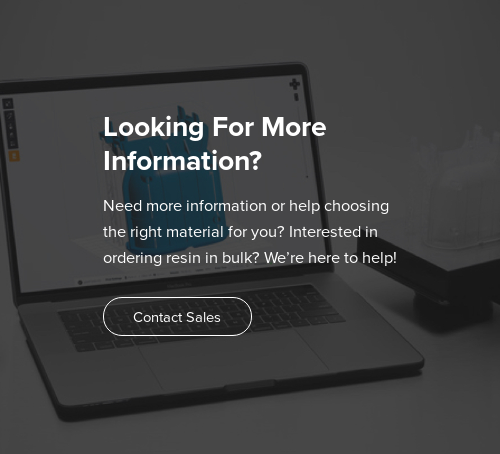 Looking For More
Information?
Need more information or help choosing
the right material for you? Interested in
ordering resin in bulk? We’re here to help!
Contact Sales